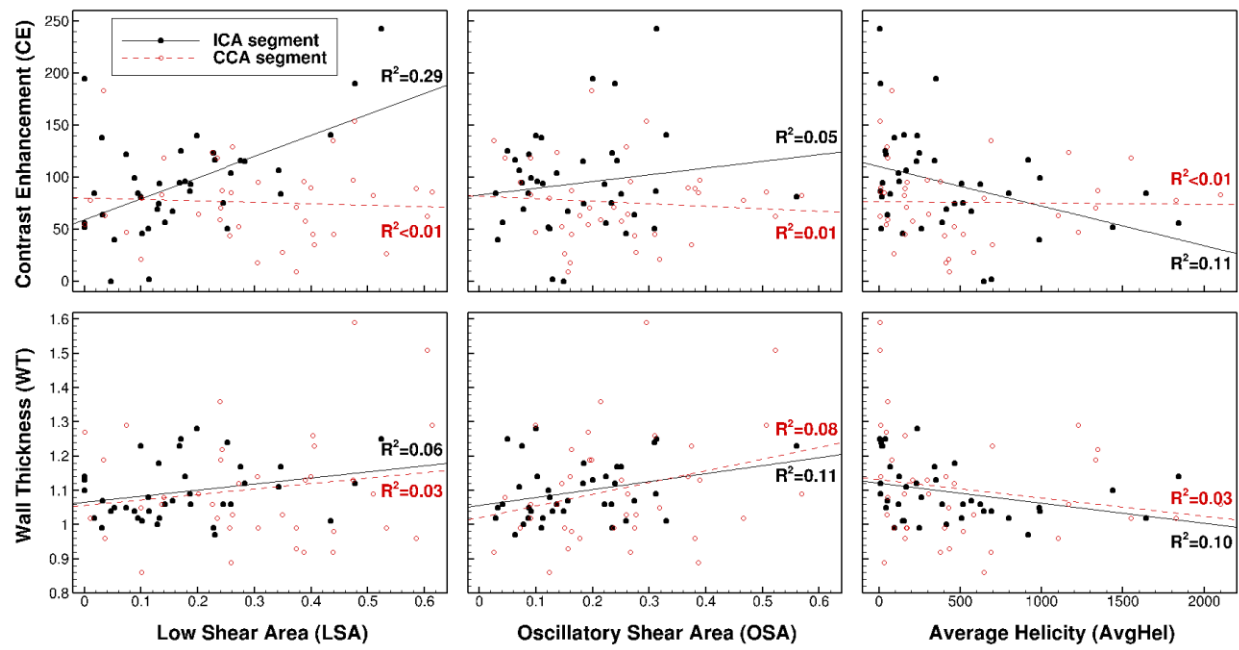 Contrast Enhancement (CE)
250
200
150
100
50
0
ICA segment
CCA segment
R²=0.29
R²<0.01
R²=0.05
R²=0.01
R²<0.01
R²=0.11
Wall Thickness (WT)
1.6
1.5
1.4
1.3
1.2
1.1
1
0.9
0.8
R²=0.06
R²=0.03
R²=0.08
R²=0.11
R²=0.03
R²=0.10
0 0.1 0.2 0.3 0.4 0.5 0.6
0 0.1 0.2 0.3 0.4 0.5 0.6
0 500 1000 1500 2000
Low Shear Area (LSA)
Oscillatory Shear Area (OSA)
Average Helicity (AvgHel)